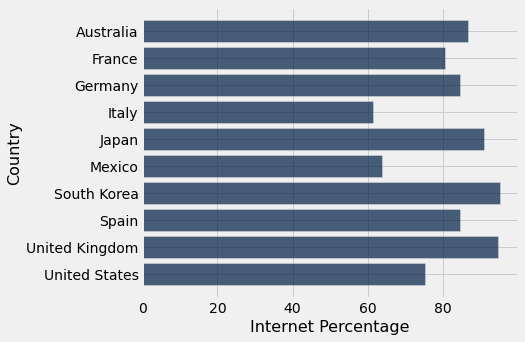 Australia
France
Germany
Italy
Japan
Mexico
South Korea
Spain
United Kingdom
United States
Country
0 20 40 60 80
Internet Percentage